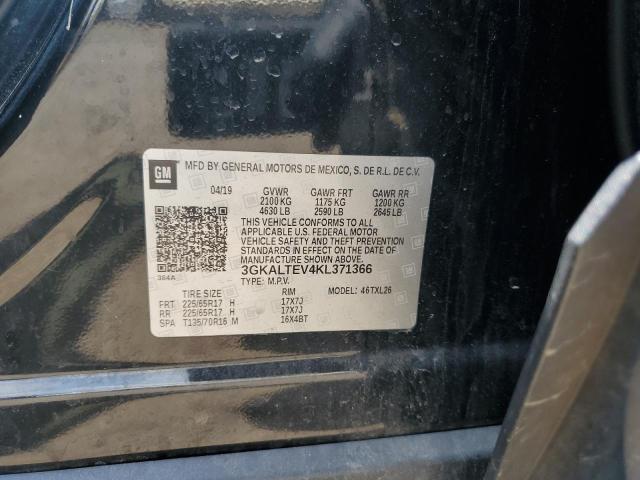 GM MFD BY GENERAL MOTORS DE MEXICO, S. DE R.L. DE C.V.
04/19 GVWR GAWR FRT GAWR RR
2100 KG 1175 KG 1200 KG
4630 LB 2590 LB 2645 LB
THIS VEHICLE CONFORMS TO ALL
APPLICABLE U.S. FEDERAL MOTOR
VEHICLE SAFETY AND THEFT PREVENTION
STANDARDS IN EFFECT ON THE DATE OF
MANUFACTURE SHOWN ABOVE.
384A 3GKALTEV4KL371366
TYPE: M.P.V.
TIRE SIZE RIM MODEL: 46TXL26
FRT 225/65R17 H 17X7J
RR 225/65R17 H 17X7J
SPA T135/70R16 M 16X4BT